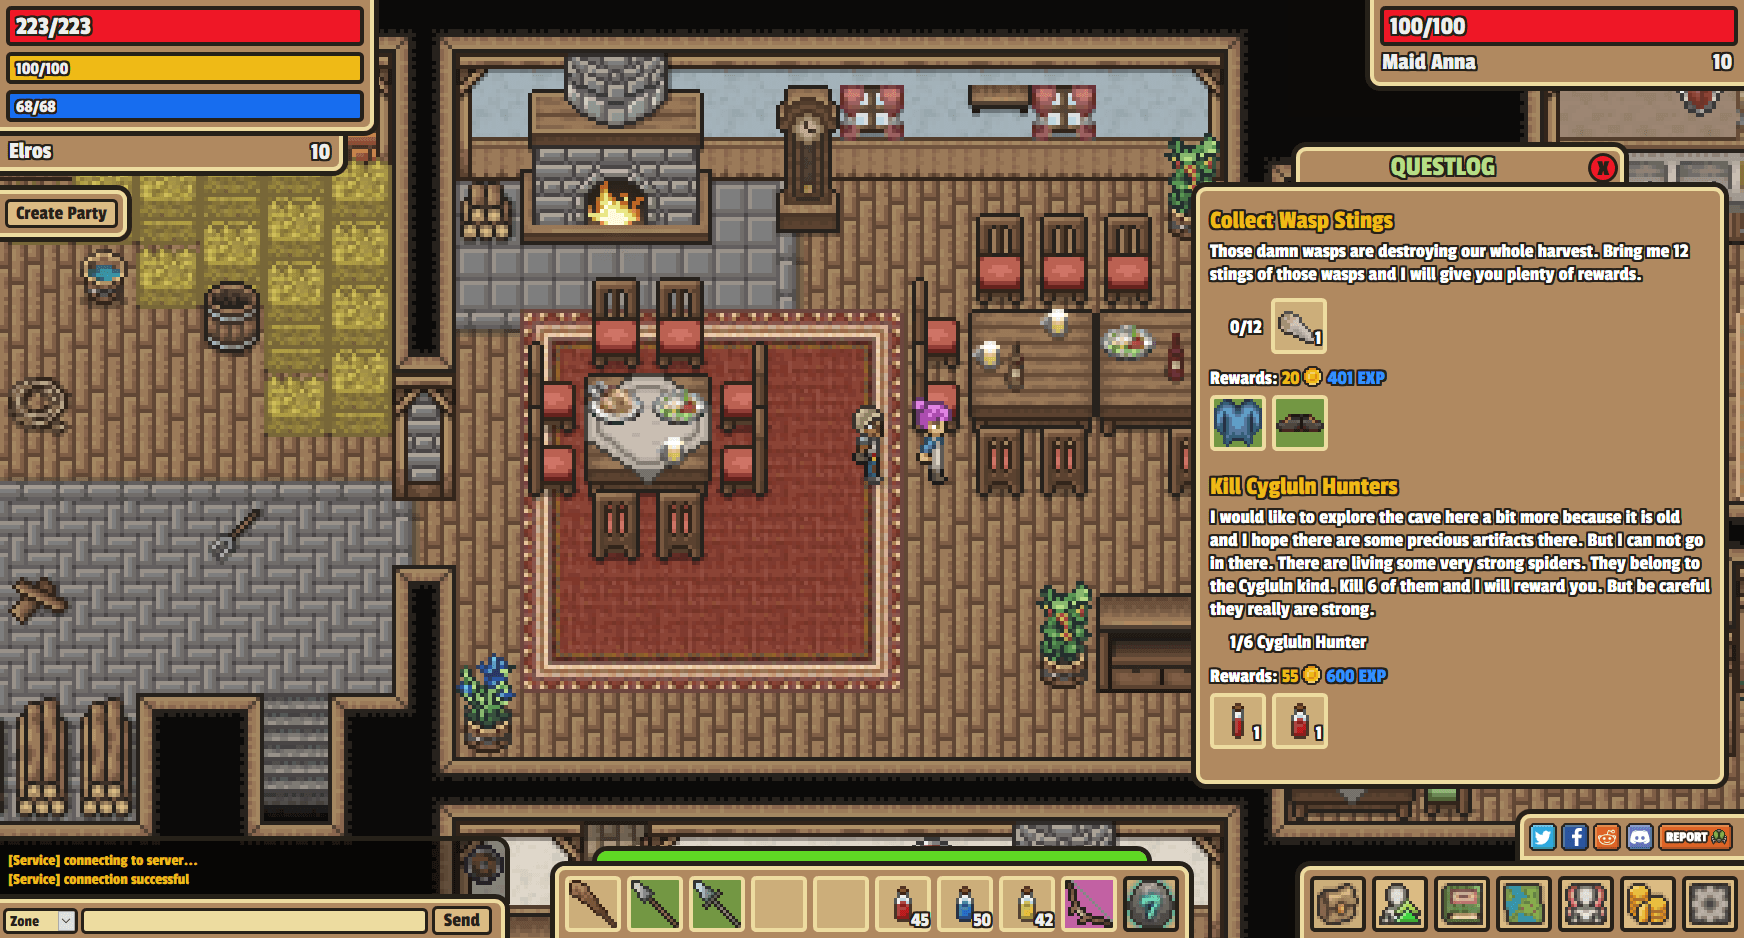 223/223
100/100
68/68
Elros 10
Create Party
100/100
Maid Anna 10
QUESTLOG X
Collect Wasp Stings
Those damn wasps are destroying our whole harvest. Bring me 12
stings of those wasps and I will give you plenty of rewards.
0/12 1
Rewards: 20 401 EXP
Kill Cygluin Hunters
I would like to explore the cave here a bit more because it is old
and I hope there are some precious artifacts there. But I can not go
in there. There are living some very strong spiders. They belong to
the Cygluin kind. Kill 6 of them and I will reward you. But be careful
they really are strong.
1/6 Cygluin Hunter
Rewards: 55 600 EXP
1 1
REPORT
[Service] connecting to server...
[Service] connection successful
Zone Send
45 50 42